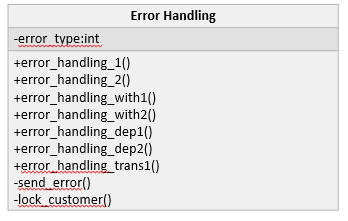 Error Handling
-error_type:int
+error_handling_1()
+error_handling_2()
+error_handling_with1()
+error_handling_with2()
+error_handling_dep1()
+error_handling_dep2()
+error_handling_trans1()
-send_error()
-lock_customer()